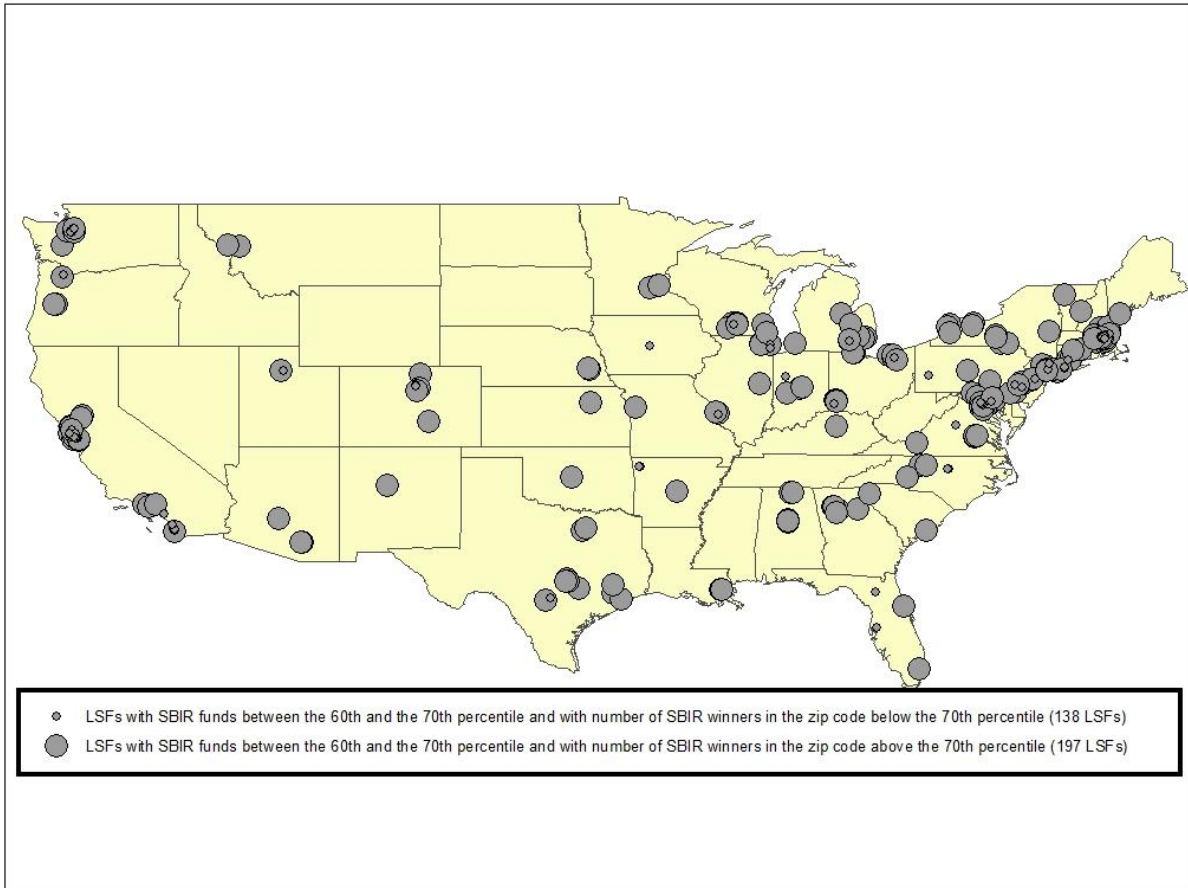 LSFs with SBIR funds between the 60th and the 70th percentile and with number of SBIR winners in the zip code below the 70th percentile (138 LSFs)
LSFs with SBIR funds between the 60th and the 70th percentile and with number of SBIR winners in the zip code above the 70th percentile (197 LSFs)